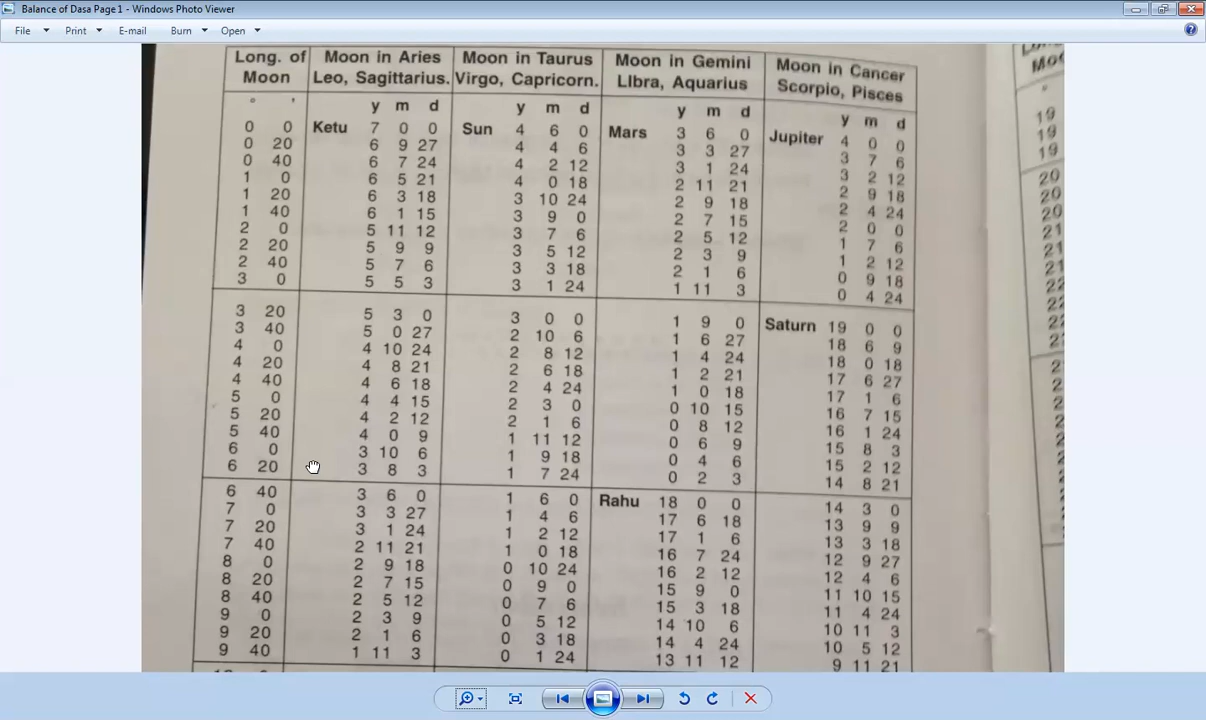 Balance of Dasa Page 1 - Windows Photo Viewer
File Print E-mail Burn Open
Long. of Moon Moon in Aries Leo, Sagittarius. Moon in Taurus Virgo, Capricorn. Moon in Gemini LIbra, Aquarius Moon in Cancer Scorpio, Pisces
° ' y m d y m d y m d y m d
0 0 Ketu 7 0 0 Sun 4 6 0 Mars 3 6 0 Jupiter 4 0 0
0 20 6 9 27 4 4 6 3 3 27 3 7 6
0 40 6 7 24 4 2 12 3 1 24 3 2 12
1 0 6 5 21 4 0 18 2 11 21 2 9 18
1 20 6 3 18 3 10 24 2 9 18 2 4 24
1 40 6 1 15 3 9 0 2 7 15 2 0 0
2 0 5 11 12 3 7 6 2 5 12 1 7 6
2 20 5 9 9 3 5 12 2 3 9 1 2 12
2 40 5 7 6 3 3 18 2 1 6 0 9 18
3 0 5 5 3 3 1 24 1 11 3 0 4 24
3 20 5 3 0 3 0 0 1 9 0 Saturn 19 0 0
3 40 5 0 27 2 10 6 1 6 27 18 6 9
4 0 4 10 24 2 8 12 1 4 24 18 0 18
4 20 4 8 21 2 6 18 1 2 21 17 6 27
4 40 4 6 18 2 4 24 1 0 18 17 1 6
5 0 4 4 15 2 3 0 0 10 15 16 7 15
5 20 4 2 12 2 1 6 0 8 12 16 1 24
5 40 4 0 9 1 11 12 0 6 9 15 8 3
6 0 3 10 6 1 9 18 0 4 6 15 2 12
6 20 3 8 3 1 7 24 0 2 3 14 8 21
6 40 3 6 0 1 6 0 Rahu 18 0 0 14 3 0
7 0 3 3 27 1 4 6 17 6 18 13 9 9
7 20 3 1 24 1 2 12 17 1 6 13 3 18
7 40 2 11 21 1 0 18 16 7 24 12 9 27
8 0 2 9 18 0 10 24 16 2 12 12 4 6
8 20 2 7 15 0 9 0 15 9 0 11 10 15
8 40 2 5 12 0 7 6 15 3 18 11 4 24
9 0 2 3 9 0 5 12 14 10 6 10 11 3
9 20 2 1 6 0 3 18 14 4 24 10 5 12
9 40 1 11 3 0 1 24 13 11 12 9 11 21
19
19
19
20
20
20
21
21
21
22
22
22